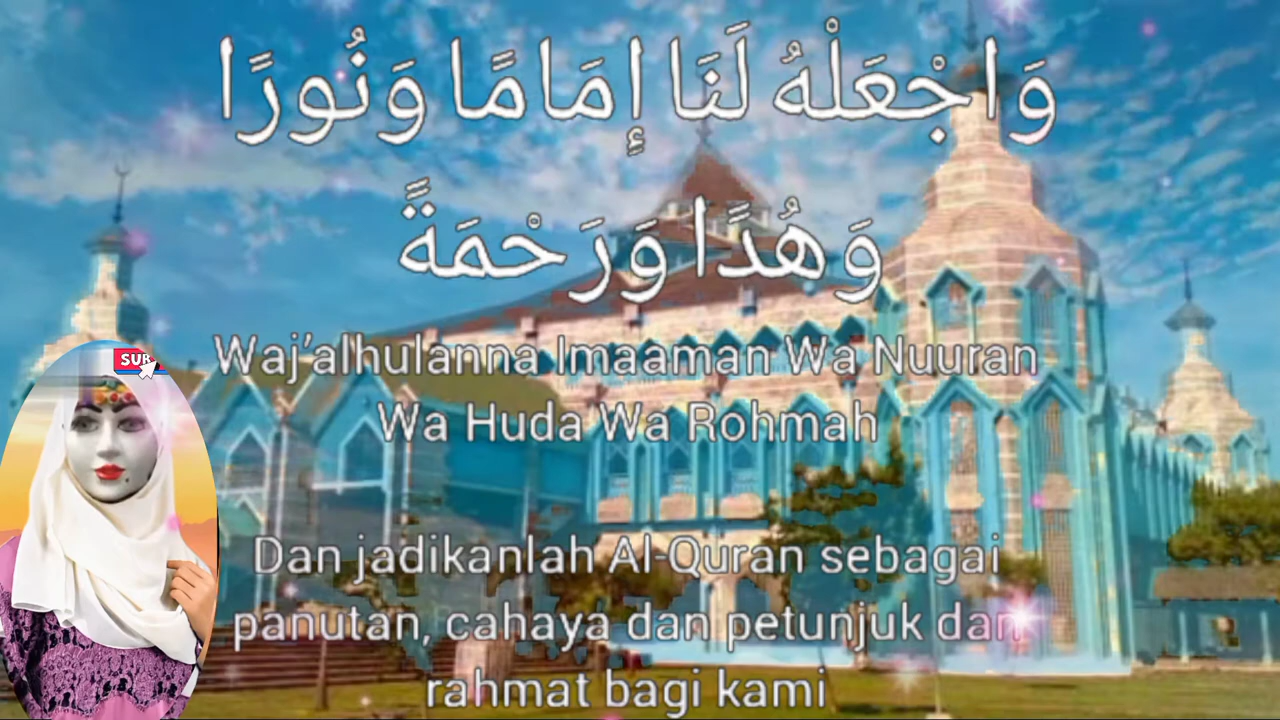 وَاجْعَلْهُ لَنَا إِمَامًا وَنُورًا
وَهُدًا وَرَحْمَةً
Waj'alhulanna Imaaman Wa Nuuran
Wa Huda Wa Rohmah
Dan jadikanlah Al-Quran sebagai
panutan, cahaya dan petunjuk dan
rahmat bagi kami